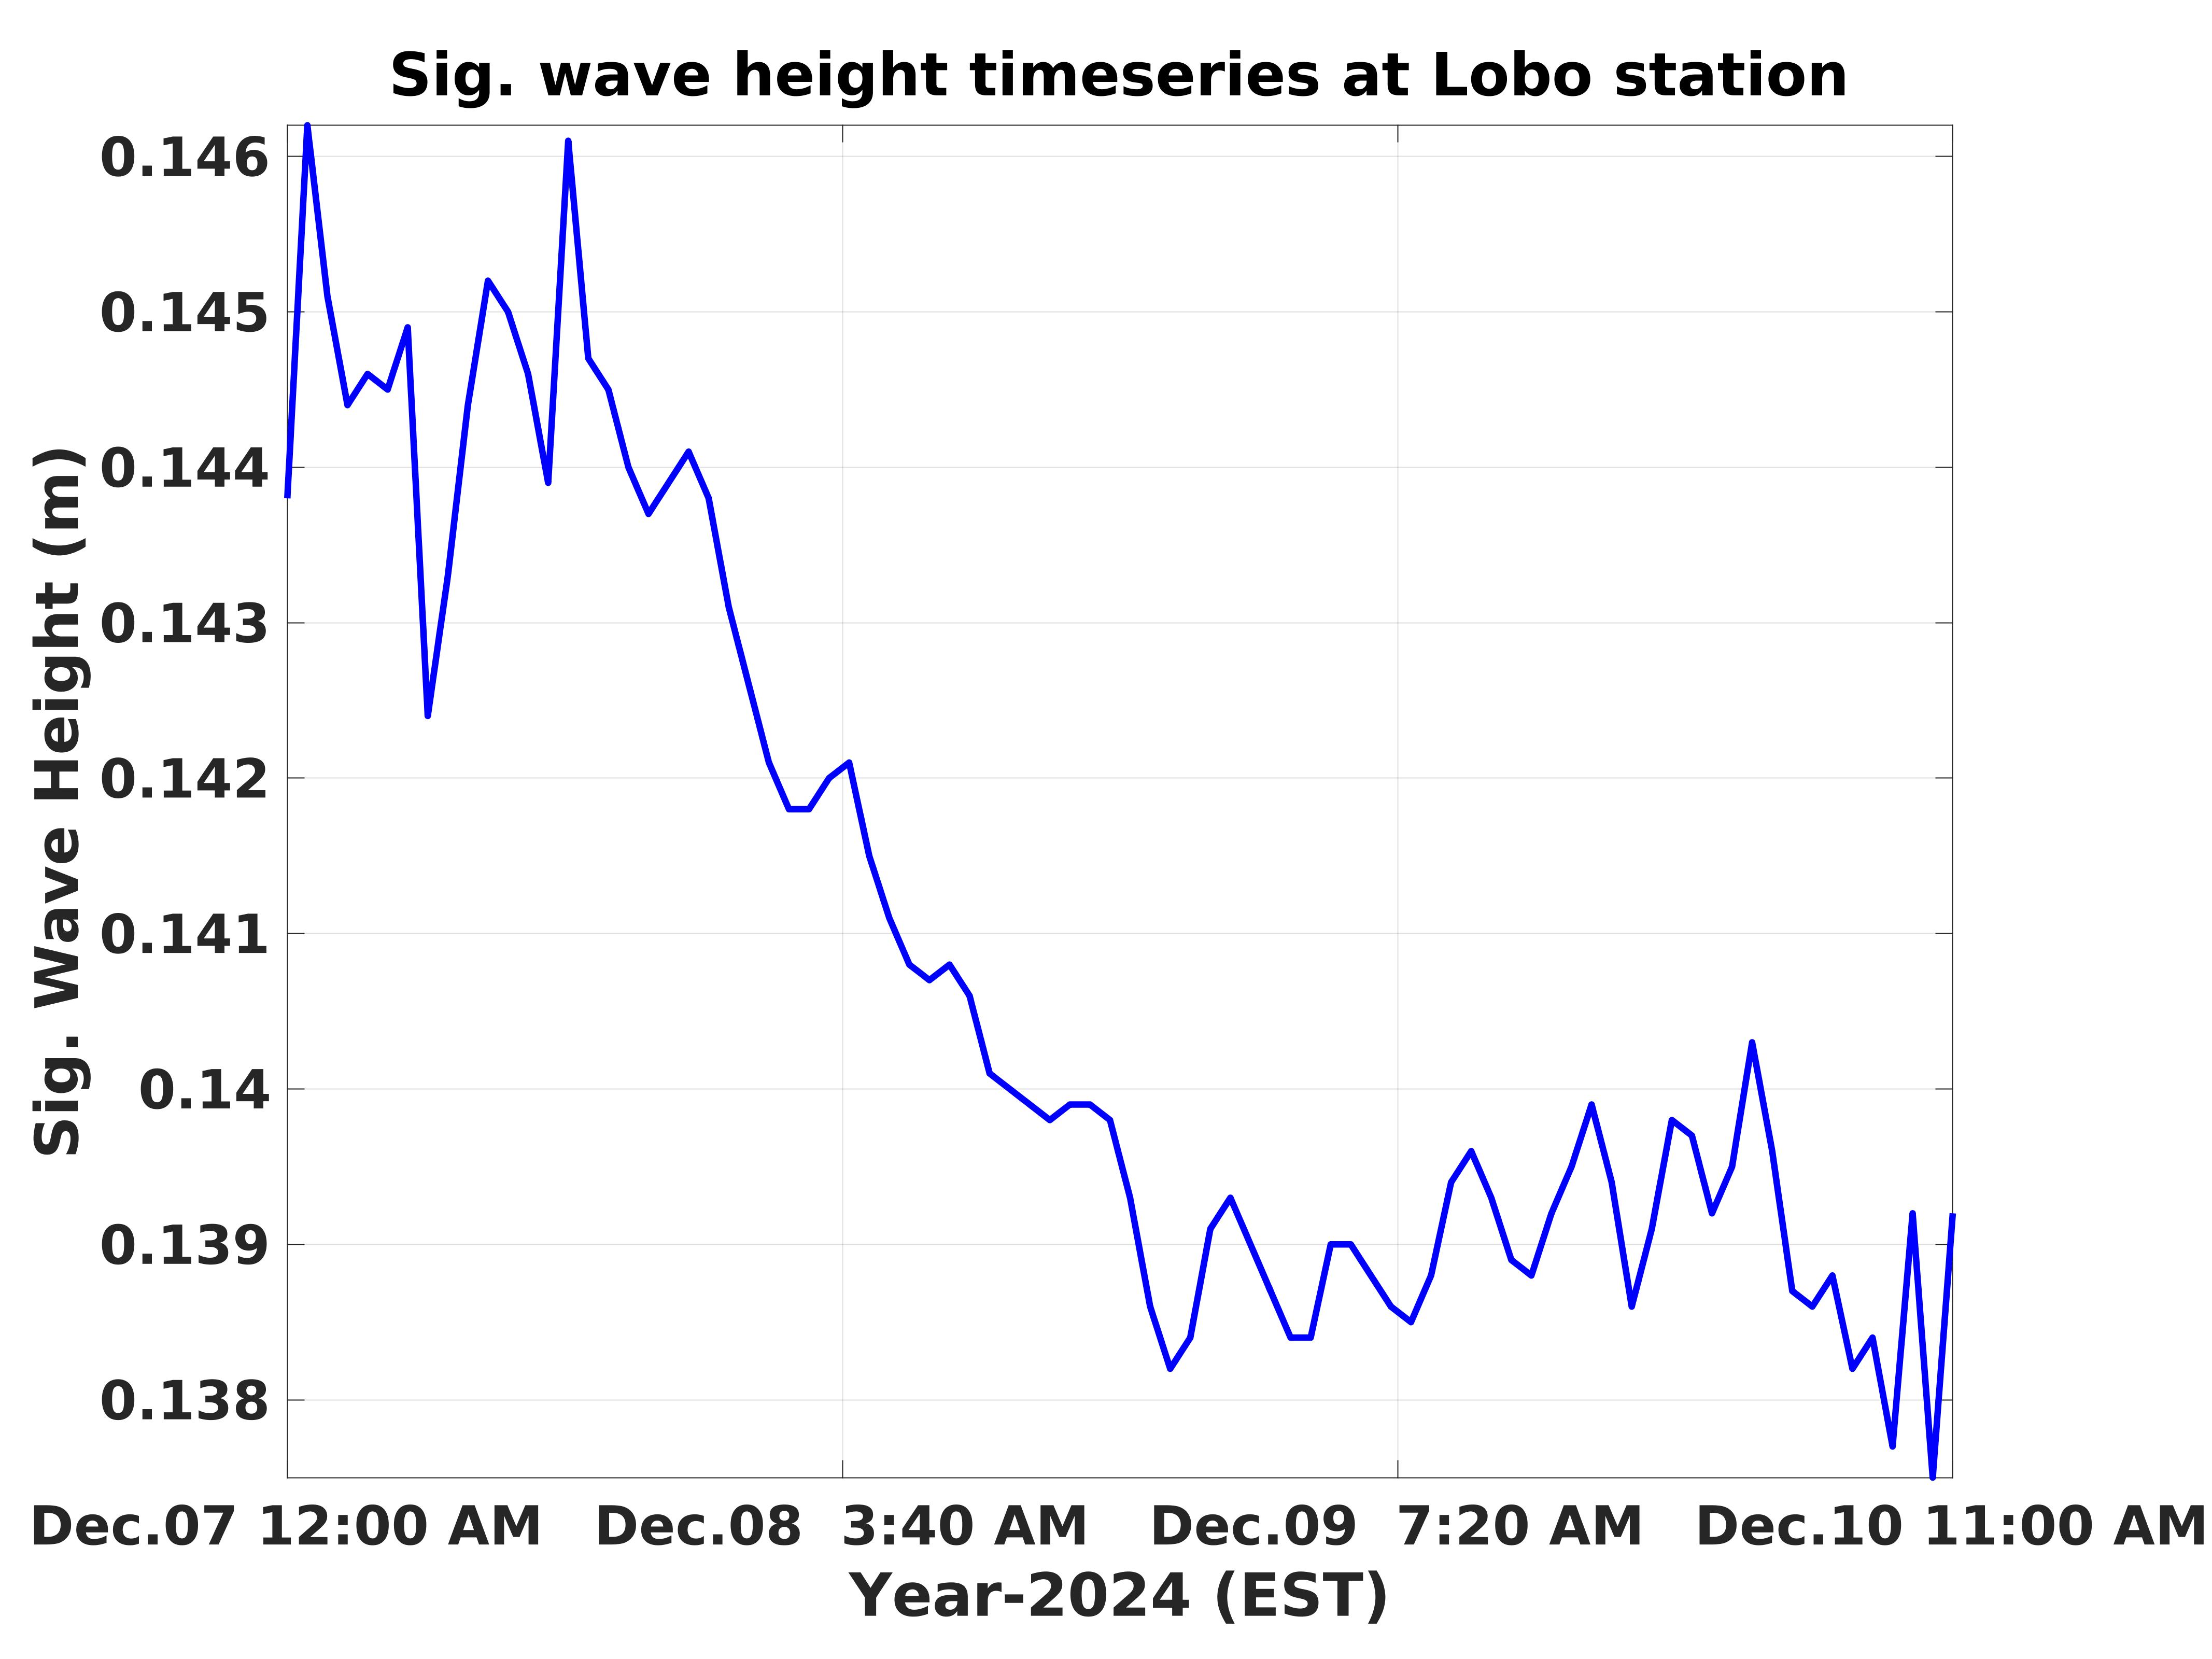 Sig. wave height timeseries at Lobo station
Sig. Wave Height (m)
0.146
0.145
0.144
0.143
0.142
0.141
0.14
0.139
0.138
Dec.07 12:00 AM Dec.08 3:40 AM Dec.09 7:20 AM Dec.10 11:00 AM
Year-2024 (EST)